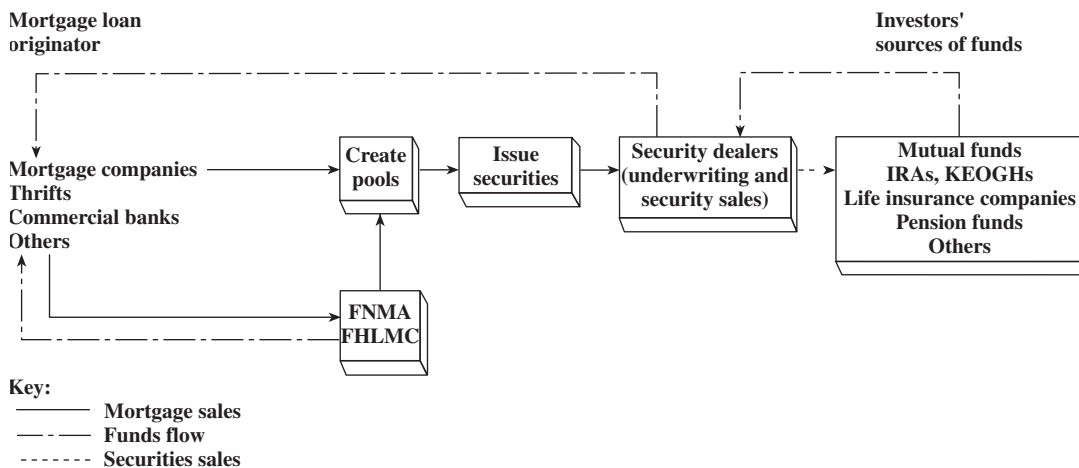 Mortgage loan
originator
Investors'
sources of funds
Mortgage companies
Thrifts
Commercial banks
Others
Create
pools
Issue
securities
Security dealers
(underwriting and
security sales)
Mutual funds
IRAs, KEOGHs
Life insurance companies
Pension funds
Others
FNMA
FHLMC
Key:
Mortgage sales
Funds flow
Securities sales